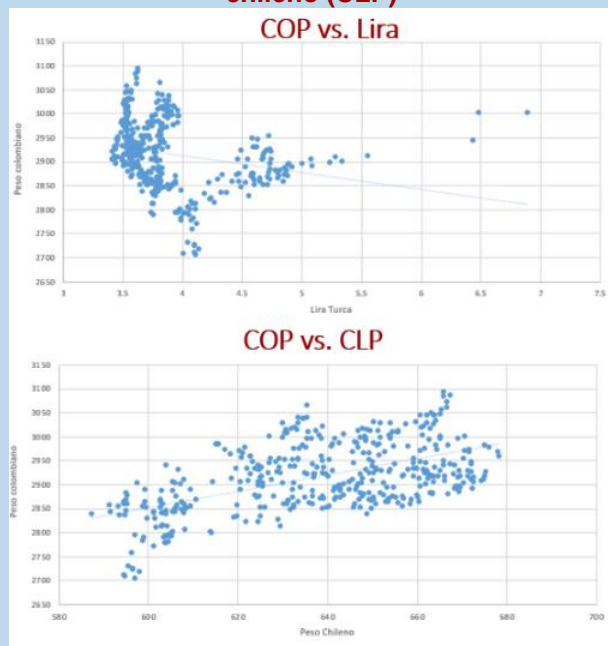 chileno (CLP)
COP vs. Lira
3150
3100
3050
3000
2950
2900
2850
2800
2750
2700
2650
Peso colombiano
3 3.5 4 4.5 5 5.5 6 6.5 7 7.5
Lira Turca
COP vs. CLP
3150
3100
3050
3000
2950
2900
2850
2800
2750
2700
2650
Peso colombiano
580 600 620 640 660 680 700
Peso Chileno